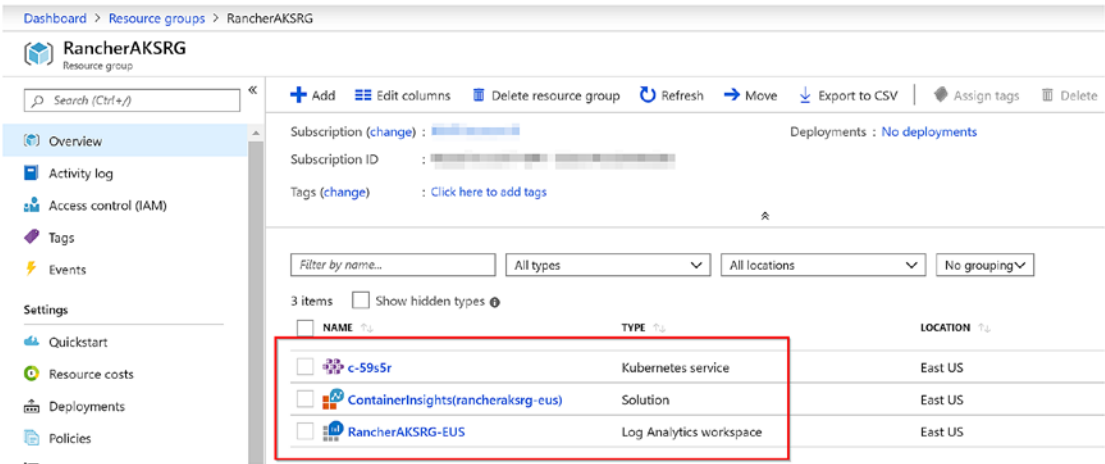 Dashboard > Resource groups > RancherAKSRG
RancherAKSRG
Resource group
Search (Ctrl+/)
«
Add Edit columns Delete resource group Refresh Move Export to CSV Assign tags Delete
Overview
Activity log
Access control (IAM)
Tags
Events
Settings
Quickstart
Resource costs
Deployments
Policies
Subscription (change) :
Deployments : No deployments
Subscription ID :
Tags (change) : Click here to add tags
Filter by name... All types All locations No grouping
3 items Show hidden types
NAME TYPE LOCATION
c-59s5r Kubernetes service East US
ContainerInsights(rancheraksrg-eus) Solution East US
RancherAKSRG-EUS Log Analytics workspace East US